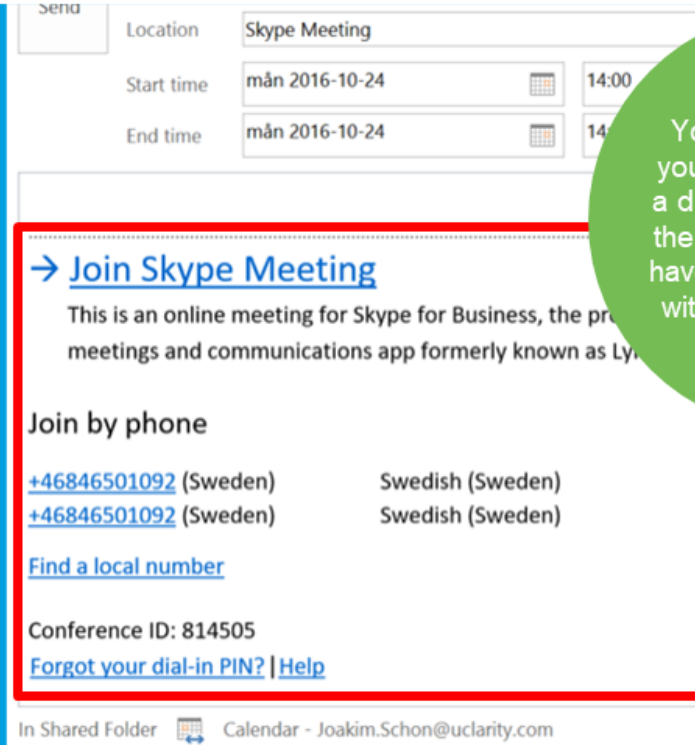 Send
Location Skype Meeting
Start time mån 2016-10-24 14:00
End time mån 2016-10-24 14
→ Join Skype Meeting
This is an online meeting for Skype for Business, the
meetings and communications app formerly known as
Join by phone
+46846501092 (Sweden) Swedish (Sweden)
+46846501092 (Sweden) Swedish (Sweden)
Find a local number
Conference ID: 814505
Forgot your dial-in PIN? | Help
In Shared Folder Calendar - Joakim.Schon@uclarity.com
a
the